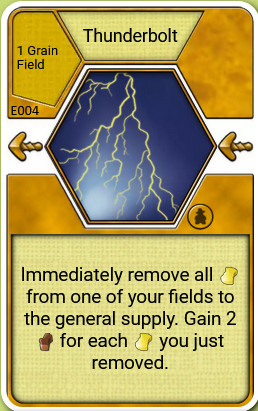 Thunderbolt
1 Grain
Field
E004
Immediately remove all
from one of your fields to
the general supply. Gain 2
for each you just
removed.